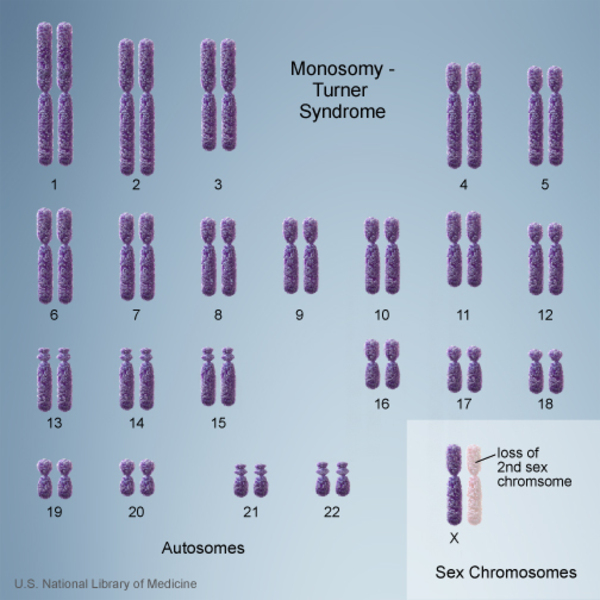 Monosomy -
Turner
Syndrome
1
2
3
4
5
6
7
8
9
10
11
12
13
14
15
16
17
18
19
20
21
22
loss of
2nd sex
chromsome
X
Autosomes
Sex Chromosomes
U.S. National Library of Medicine